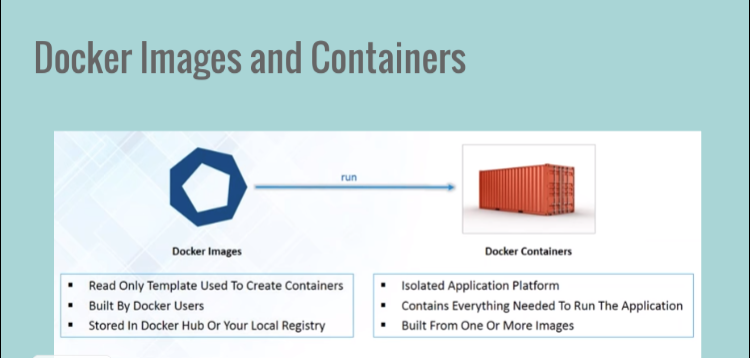 Docker Images and Containers
run
Docker Images
Docker Containers
▪ Read Only Template Used To Create Containers
▪ Built By Docker Users
▪ Stored In Docker Hub Or Your Local Registry
▪ Isolated Application Platform
▪ Contains Everything Needed To Run The Application
▪ Built From One Or More Images